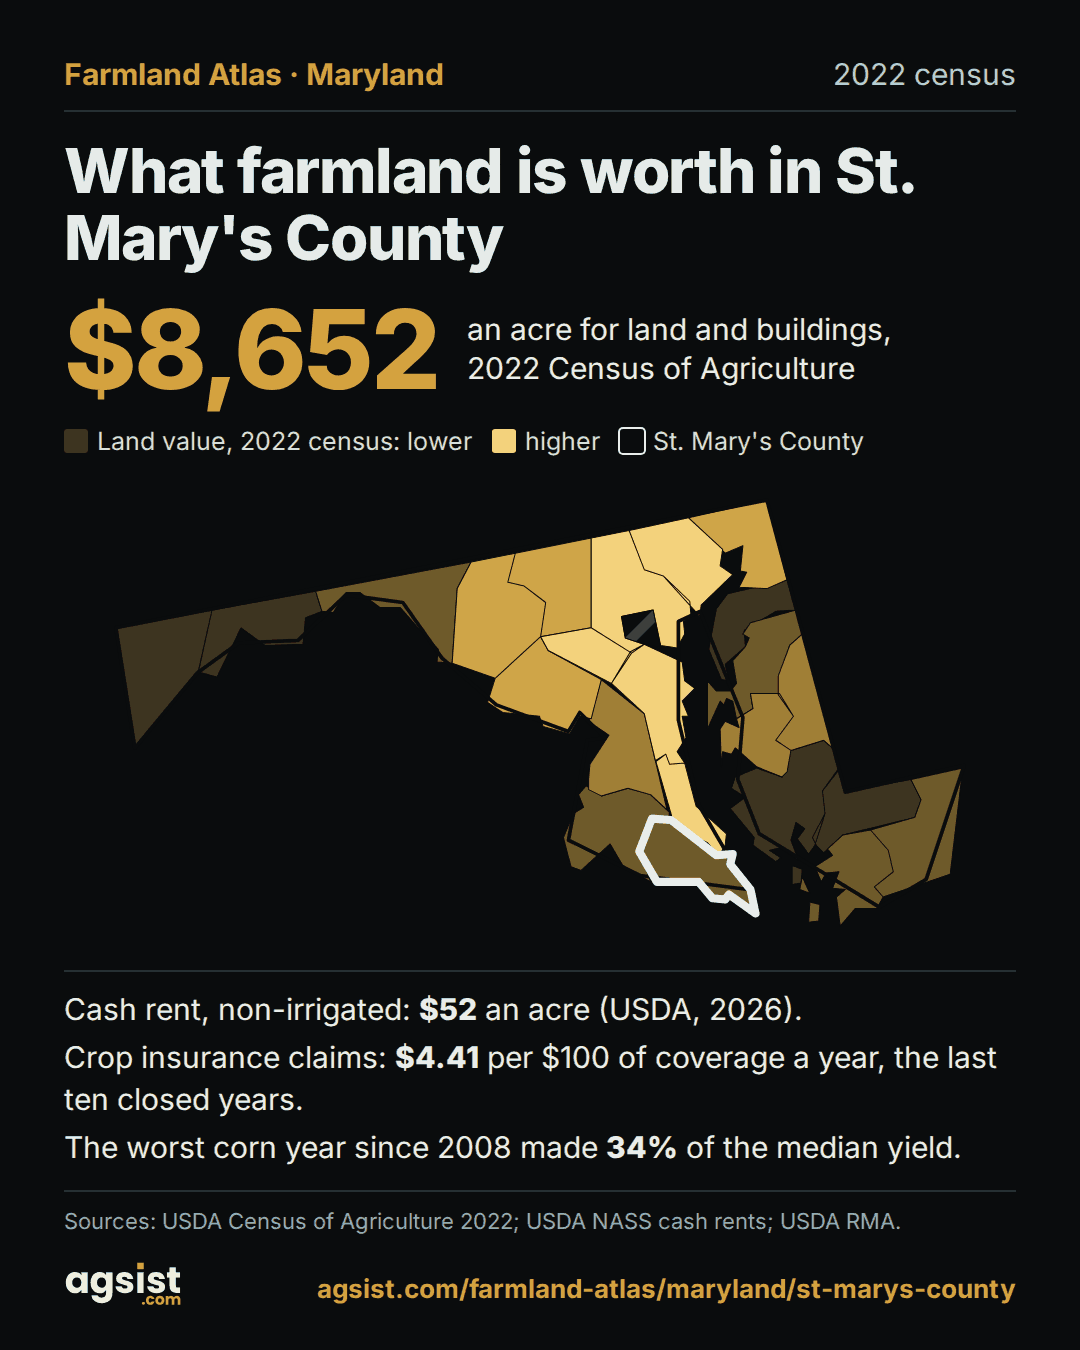 Farmland Atlas · Maryland
2022 census
What farmland is worth in St.
Mary's County
$8,652
an acre for land and buildings,
2022 Census of Agriculture
Land value, 2022 census: lower
higher
St. Mary's County
Cash rent, non-irrigated: $52 an acre (USDA, 2026).
Crop insurance claims: $4.41 per $100 of coverage a year, the last
ten closed years.
The worst corn year since 2008 made 34% of the median yield.
Sources: USDA Census of Agriculture 2022; USDA NASS cash rents; USDA RMA.
agsist
.com
agsist.com/farmland-atlas/maryland/st-marys-county